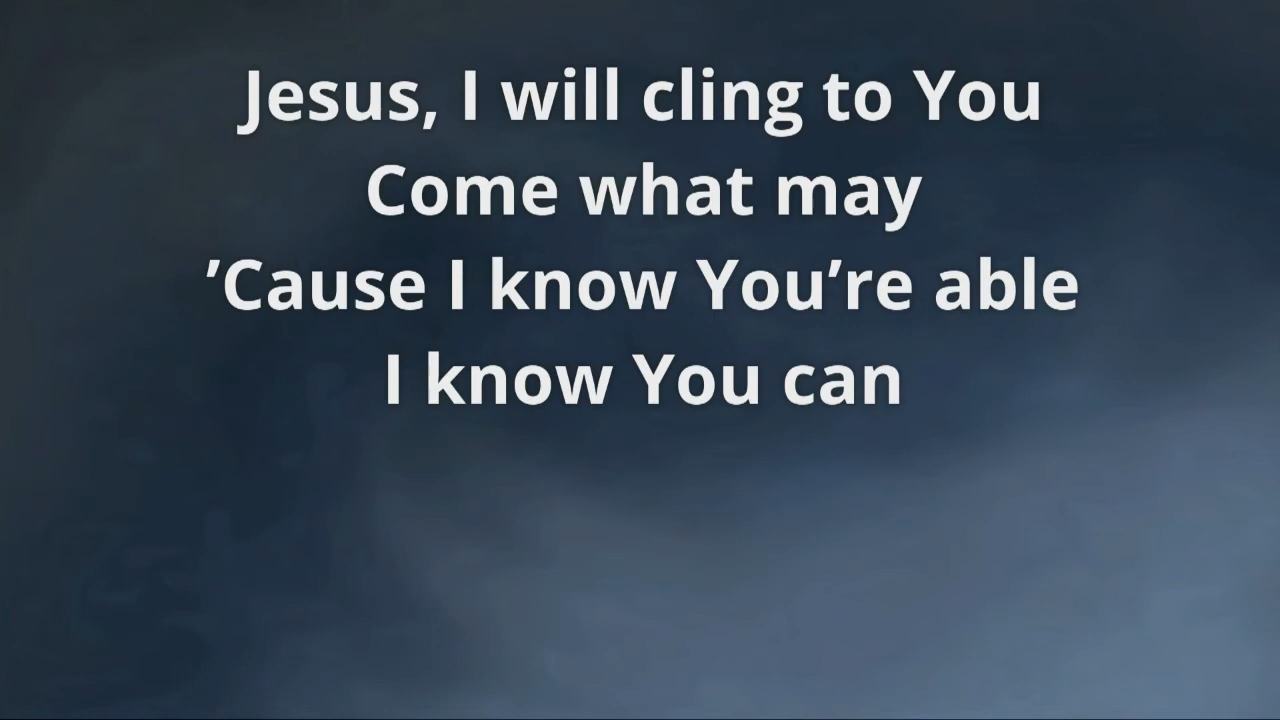 Jesus, I will cling to You
Come what may
’Cause I know You’re able
I know You can